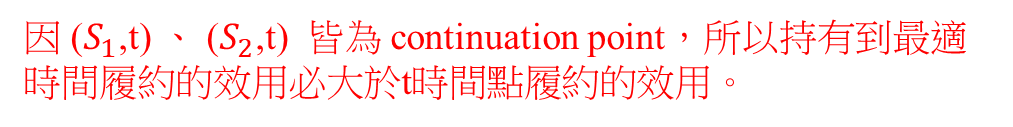 因 (S₁,t) 、 (S₂,t) 皆為 continuation point，所以持有到最適
時間履約的效用必大於t時間點履約的效用。